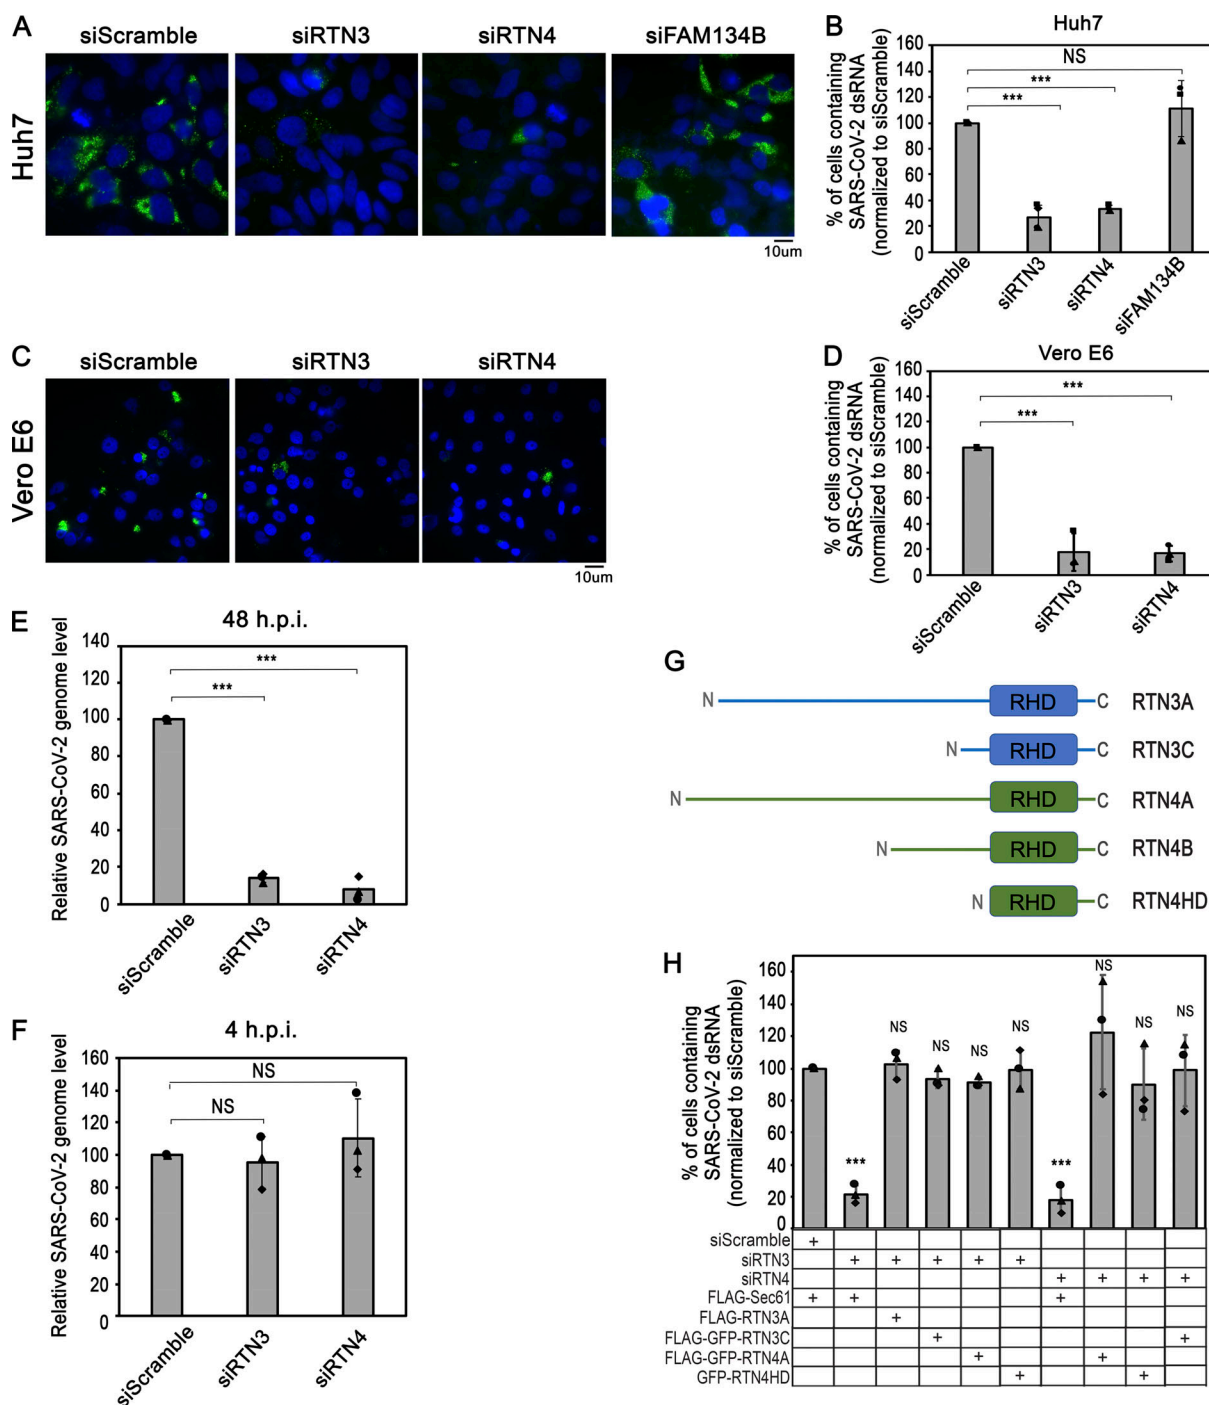 A
siScramble
siRTN3
siRTN4
siFAM134B
Huh7
10um
B
Huh7
% of cells containing
SARS-CoV-2 dsRNA
(normalized to siScramble)
160
140
120
100
80
60
40
20
0
NS
***
***
siScramble
siRTN3
siRTN4
siFAM134B
C
siScramble
siRTN3
siRTN4
Vero E6
10um
D
Vero E6
% of cells containing
SARS-CoV-2 dsRNA
(normalized to siScramble)
160
140
120
100
80
60
40
20
0
***
***
siScramble
siRTN3
siRTN4
E
48 h.p.i.
Relative SARS-CoV-2 genome level
140
120
100
80
60
40
20
0
***
***
siScramble
siRTN3
siRTN4
F
4 h.p.i.
Relative SARS-CoV-2 genome level
160
140
120
100
80
60
40
20
0
NS
NS
siScramble
siRTN3
siRTN4
G
N RHD C RTN3A
N RHD C RTN3C
N RHD C RTN4A
N RHD C RTN4B
N RHD C RTN4HD
H
% of cells containing
SARS-CoV-2 dsRNA
(normalized to siScramble)
160
140
120
100
80
60
40
20
0
*** NS NS NS NS *** NS NS NS
siScramble +
siRTN3 + + + + +
siRTN4 + + + +
FLAG-Sec61 + + +
FLAG-RTN3A +
FLAG-GFP-RTN3C + +
FLAG-GFP-RTN4A + +
GFP-RTN4HD + +